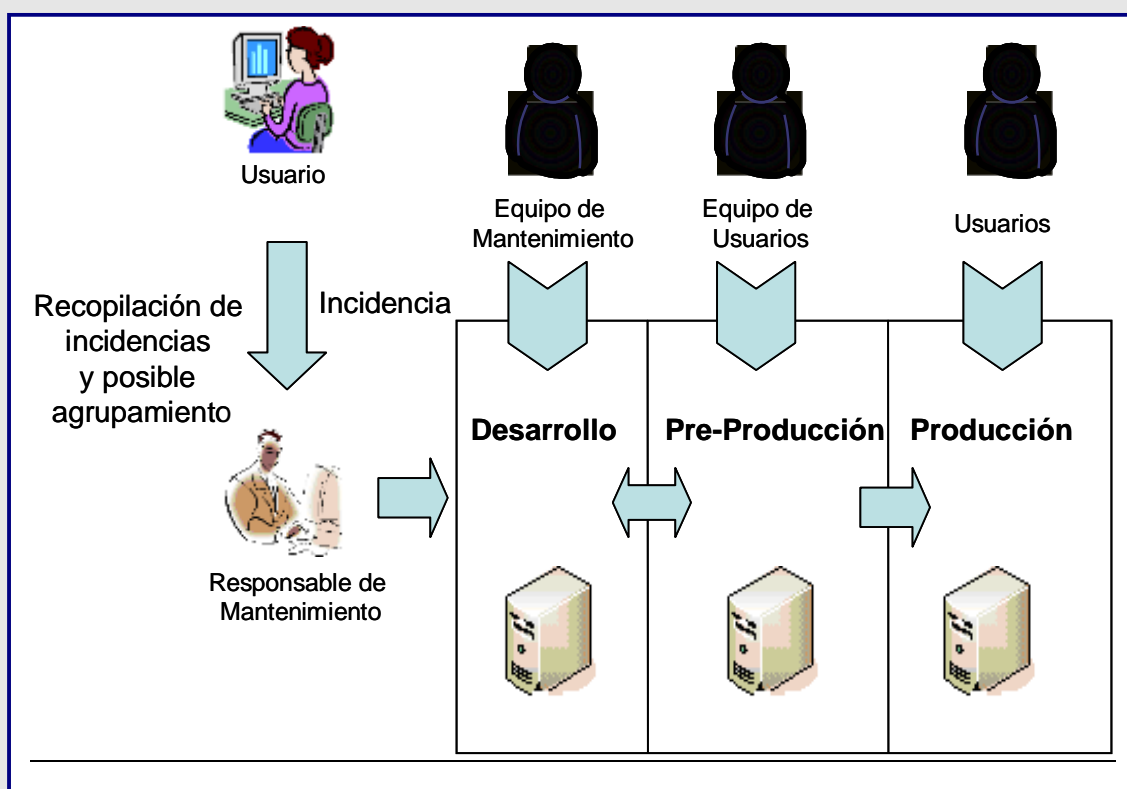 Usuario
Equipo de
Mantenimiento
Equipo de
Usuarios
Usuarios
Recopilación de
incidencias
y posible
agrupamiento
Incidencia
Desarrollo
Pre-Producción
Producción
Responsable de
Mantenimiento